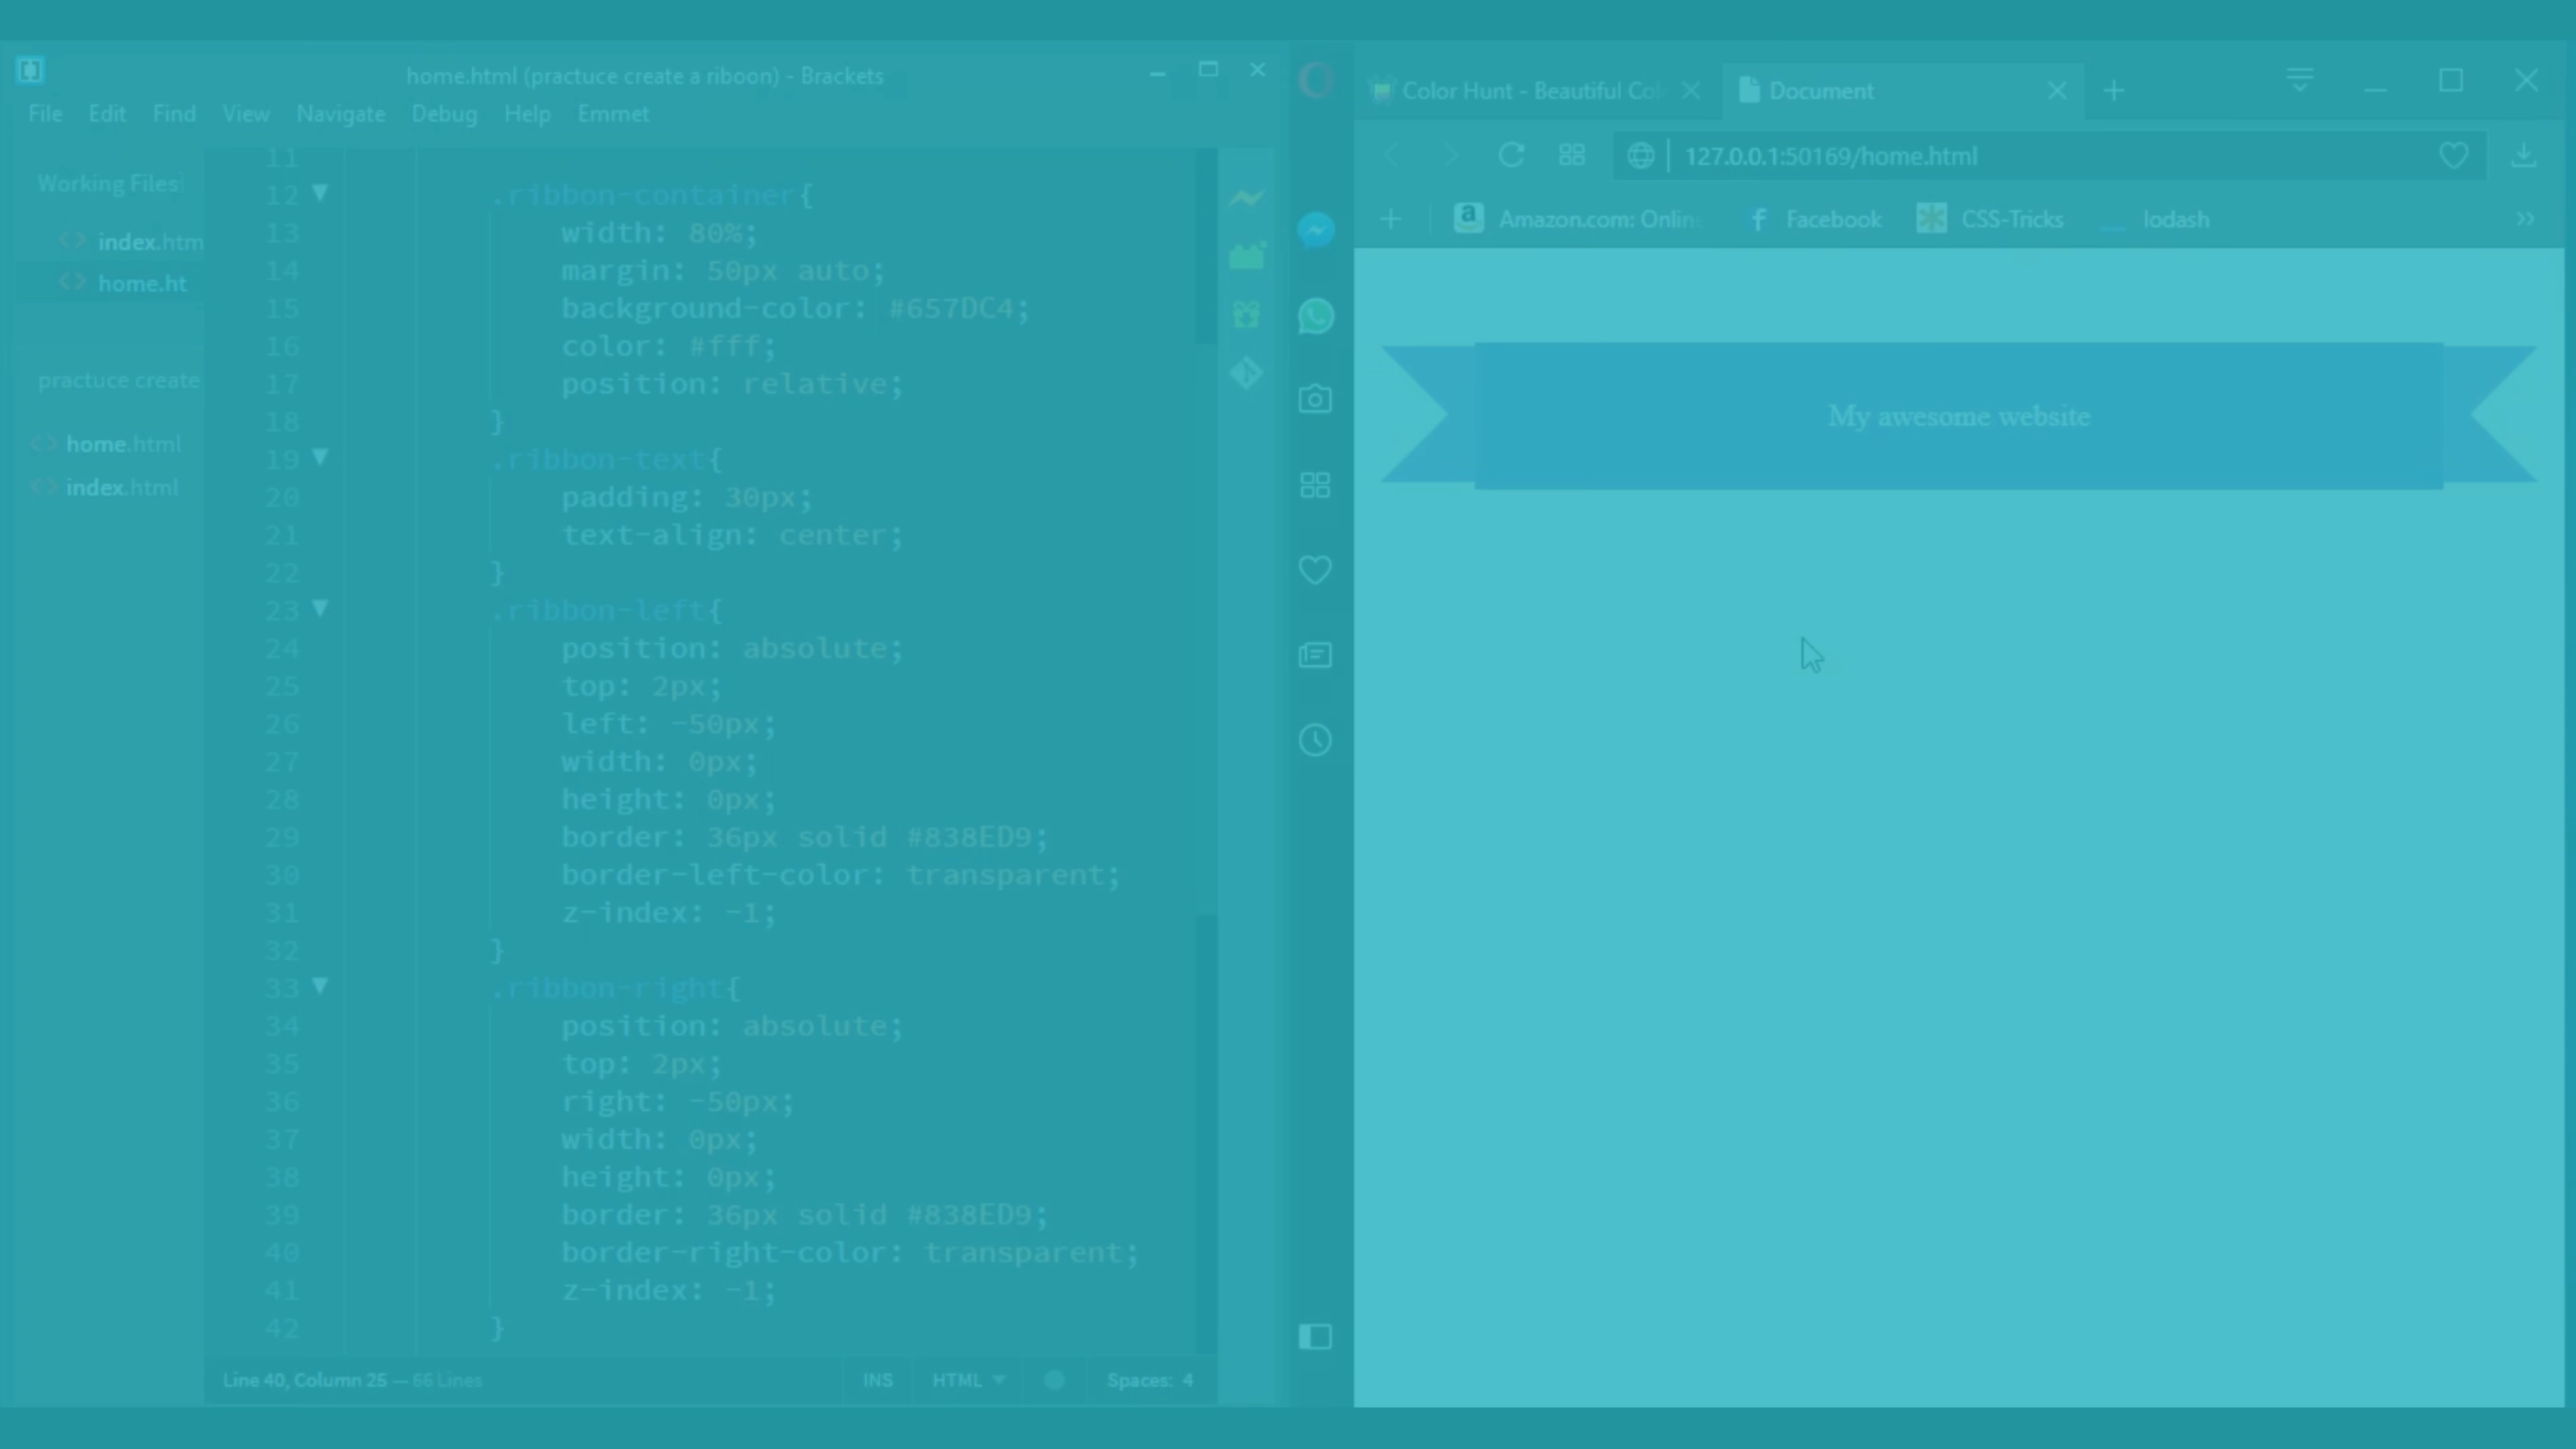 home.html (practuce create a riboon) - Brackets
File Edit Find View Navigate Debug Help Emmet
Working Files
index.htm
home.ht
practuce create
home.html
index.html
11
12 .ribbon-container{
13 width: 80%;
14 margin: 50px auto;
15 background-color: #657DC4;
16 color: #fff;
17 position: relative;
18 }
19 .ribbon-text{
20 padding: 30px;
21 text-align: center;
22 }
23 .ribbon-left{
24 position: absolute;
25 top: 2px;
26 left: -50px;
27 width: 0px;
28 height: 0px;
29 border: 36px solid #838ED9;
30 border-left-color: transparent;
31 z-index: -1;
32 }
33 .ribbon-right{
34 position: absolute;
35 top: 2px;
36 right: -50px;
37 width: 0px;
38 height: 0px;
39 border: 36px solid #838ED9;
40 border-right-color: transparent;
41 z-index: -1;
42 }
Line 40, Column 25 — 66 Lines INS HTML Spaces: 4
Color Hunt - Beautiful Col Document
127.0.0.1:50169/home.html
Amazon.com: Onlin Facebook CSS-Tricks lodash
My awesome website